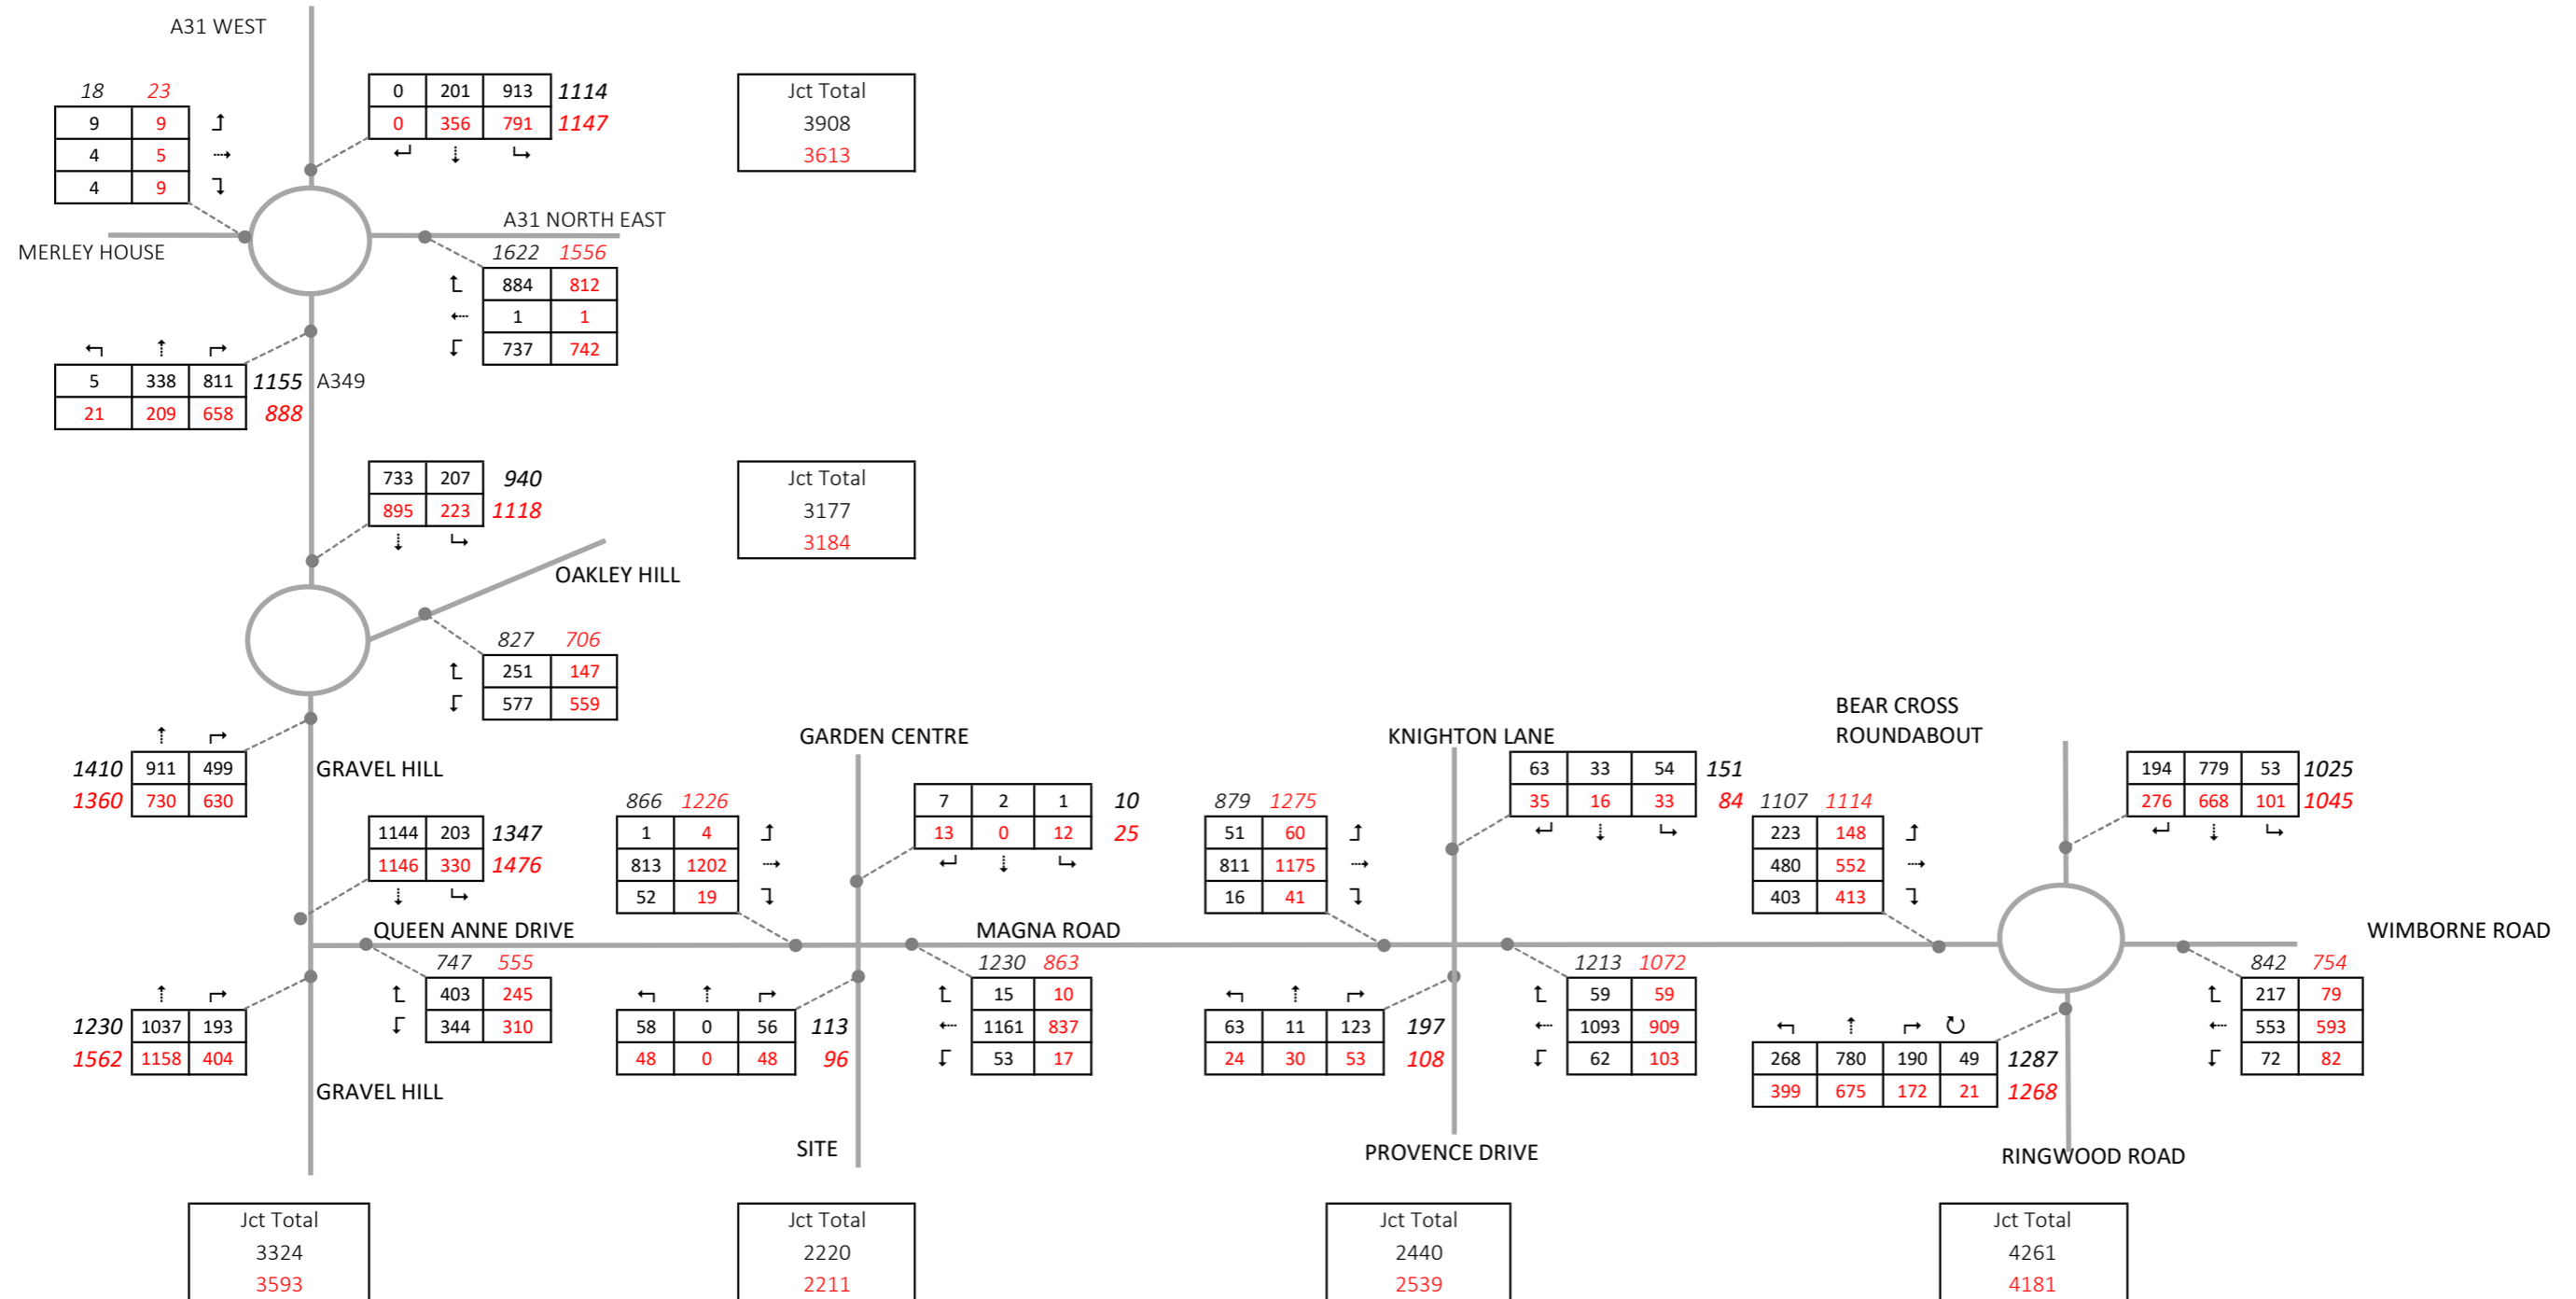 A31 WEST
18 23
9 9
4 5
4 9
0 201 913 1114
0 356 791 1147
Jct Total
3908
3613
MERLEY HOUSE
A31 NORTH EAST
1622 1556
884 812
1 1
737 742
5 338 811 1155
21 209 658 888
A349
733 207 940
895 223 1118
Jct Total
3177
3184
OAKLEY HILL
827 706
251 147
577 559
1410 911 499
1360 730 630
GRAVEL HILL
1144 203 1347
1146 330 1476
QUEEN ANNE DRIVE
747 555
403 245
344 310
1230 1037 193
1562 1158 404
GRAVEL HILL
GARDEN CENTRE
866 1226
1 4
813 1202
52 19
7 2 1 10
13 0 12 25
MAGNA ROAD
1230 863
15 10
1161 837
53 17
58 0 56 113
48 0 48 96
SITE
KNIGHTON LANE
879 1275
51 60
811 1175
16 41
63 33 54 151
35 16 33 84
1213 1072
59 59
1093 909
62 103
63 11 123 197
24 30 53 108
PROVENCE DRIVE
BEAR CROSS
ROUNDABOUT
1107 1114
223 148
480 552
403 413
194 779 53 1025
276 668 101 1045
WIMBORNE ROAD
842 754
217 79
553 593
72 82
268 780 190 49 1287
399 675 172 21 1268
RINGWOOD ROAD
Jct Total
3324
3593
Jct Total
2220
2211
Jct Total
2440
2539
Jct Total
4261
4181